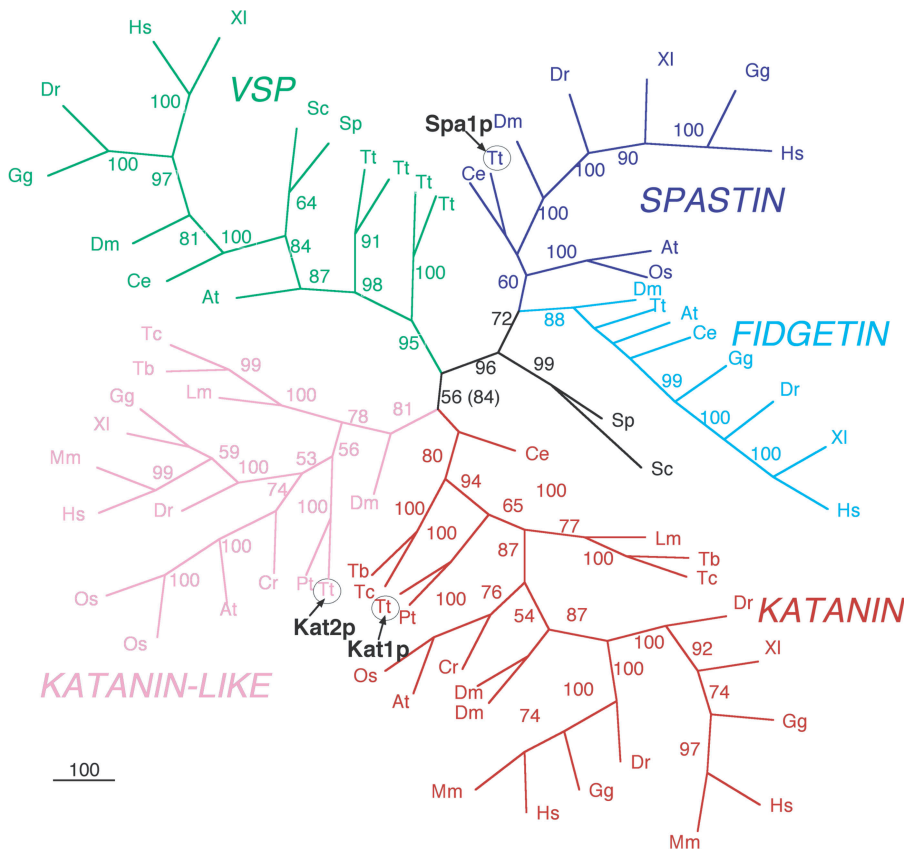 VSP
Hs
Xl
100
Dr
Gg
100
97
Dm
81
Ce
100
Sc
Sp
64
84
At
87
Tt
Tt
91
98
Tt
Tt
100
95
Spa1p
Tt
Ce
Dm
100
Dr
100
Xl
90
Gg
100
Hs
SPASTIN
60
100
At
Os
72
88
Dm
Tt
At
Ce
FIDGETIN
Gg
99
Dr
100
100
Xl
Hs
96
99
Sp
Sc
56 (84)
Tc
Tb
99
Lm
100
78
81
Dm
Gg
Xl
59
Mm
99
Hs
Dr
100
53
56
74
100
Cr
100
At
100
Os
Os
Pt
Tt
Kat2p
KATANIN-LIKE
80
Ce
94
100
Tb
Tc
100
65
100
Tt
Pt
Kat1p
77
Lm
100
Tb
Tc
87
76
100
Os
At
Cr
54
Dm
Dm
87
KATANIN
100
Dr
92
Xl
74
Gg
97
Hs
Mm
100
100
Dr
74
Gg
Mm
Hs
100